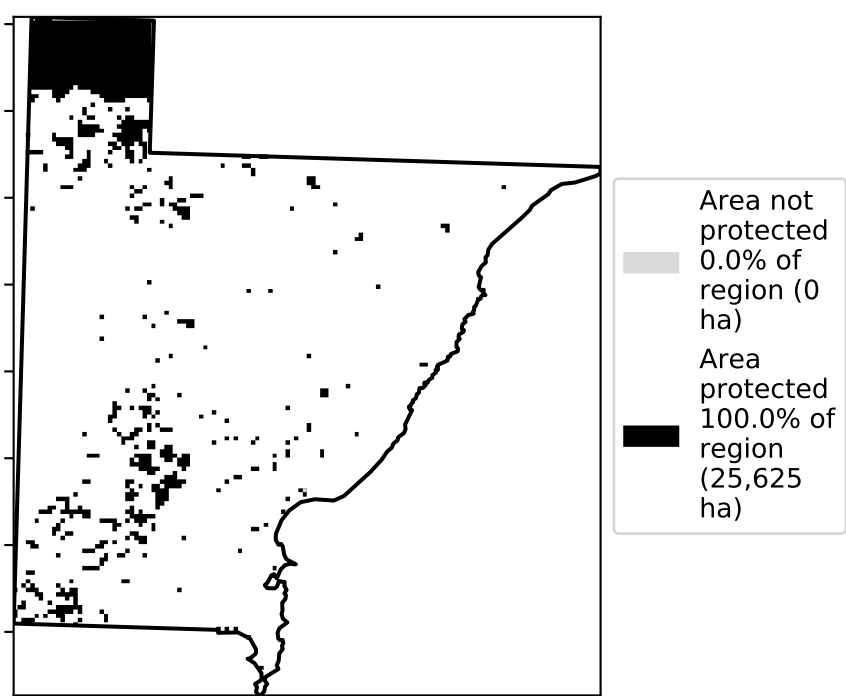 Area not
protected
0.0% of
region (0
ha)
Area
protected
100.0% of
region
(25,625
ha)